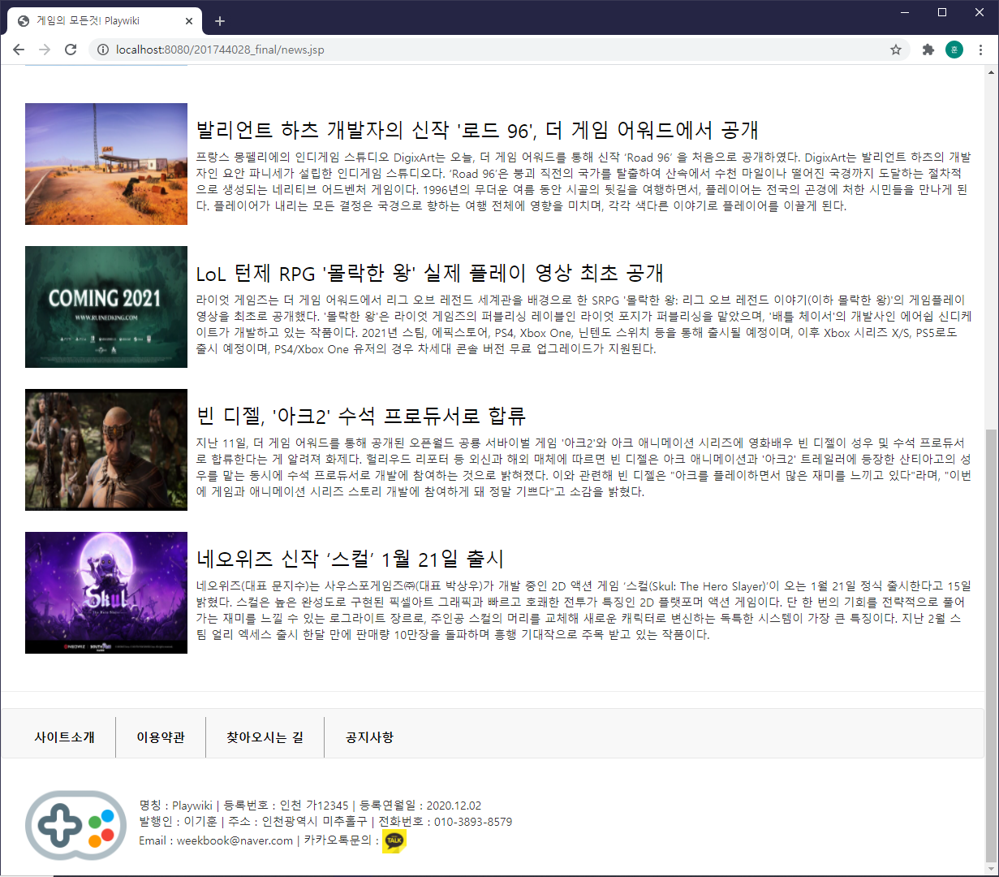 게임의 모든것! Playwiki
localhost:8080/201744028_final/news.jsp
훈
발리언트 하츠 개발자의 신작 '로드 96', 더 게임 어워드에서 공개
프랑스 몽펠리에의 인디게임 스튜디오 DigixArt는 오늘, 더 게임 어워드를 통해 신작 ‘Road 96’ 을 처음으로 공개하였다. DigixArt는 발리언트 하츠의 개발
자인 요안 파니세가 설립한 인디게임 스튜디오다. ‘Road 96’은 붕괴 직전의 국가를 탈출하여 산속에서 수천 마일이나 떨어진 국경까지 도달하는 절차적
으로 생성되는 네리티브 어드벤처 게임이다. 1996년의 무더운 여름 동안 시골의 뒷길을 여행하면서, 플레이어는 전국의 곤경에 처한 시민들을 만나게 된
다. 플레이어가 내리는 모든 결정은 국경으로 향하는 여행 전체에 영향을 미치며, 각각 색다른 이야기로 플레이어를 이끌게 된다.
COMING 2021
WWW.RUINEDKING.COM
LoL 턴제 RPG '몰락한 왕' 실제 플레이 영상 최초 공개
라이엇 게임즈는 더 게임 어워드에서 리그 오브 레전드 세계관을 배경으로 한 SRPG '몰락한 왕: 리그 오브 레전드 이야기(이하 몰락한 왕)'의 게임플레이
영상을 최초로 공개했다. '몰락한 왕'은 라이엇 게임즈의 퍼블리싱 레이블인 라이엇 포지가 퍼블리싱을 맡았으며, '배틀 체이서'의 개발사인 에어쉽 신디케
이트가 개발하고 있는 작품이다. 2021년 스팀, 에픽스토어, PS4, Xbox One, 닌텐도 스위치 등을 통해 출시될 예정이며, 이후 Xbox 시리즈 X/S, PS5로도
출시 예정이며, PS4/Xbox One 유저의 경우 차세대 콘솔 버전 무료 업그레이드가 지원된다.
빈 디젤, '아크2' 수석 프로듀서로 합류
지난 11일, 더 게임 어워드를 통해 공개된 오픈월드 공룡 서바이벌 게임 '아크2'와 아크 애니메이션 시리즈에 영화배우 빈 디젤이 성우 및 수석 프로듀서
로 합류한다는 게 알려져 화제다. 헐리우드 리포터 등 외신과 해외 매체에 따르면 빈 디젤은 아크 애니메이션과 '아크2' 트레일러에 등장한 산티아고의 성
우를 맡는 동시에 수석 프로듀서로 개발에 참여하는 것으로 밝혀졌다. 이와 관련해 빈 디젤은 "아크를 플레이하면서 많은 재미를 느끼고 있다"라며, "이번
에 게임과 애니메이션 시리즈 스토리 개발에 참여하게 돼 정말 기쁘다"고 소감을 밝혔다.
Skul
The Hero Slayer
NEOWIZ
네오위즈 신작 ‘스컬’ 1월 21일 출시
네오위즈(대표 문지수)는 사우스포게임즈㈜(대표 박상우)가 개발 중인 2D 액션 게임 ‘스컬(Skul: The Hero Slayer)’이 오는 1월 21일 정식 출시한다고 15일
밝혔다. 스컬은 높은 완성도로 구현된 픽셀아트 그래픽과 빠르고 호쾌한 전투가 특징인 2D 플랫포머 액션 게임이다. 단 한 번의 기회를 전략적으로 풀어
가는 재미를 느낄 수 있는 로그라이트 장르로, 주인공 스컬의 머리를 교체해 새로운 캐릭터로 변신하는 독특한 시스템이 가장 큰 특징이다. 지난 2월 스
팀 얼리 엑세스 출시 한달 만에 판매량 10만장을 돌파하며 흥행 기대작으로 주목 받고 있는 작품이다.
사이트소개
이용약관
찾아오시는 길
공지사항
명칭 : Playwiki | 등록번호 : 인천 가12345 | 등록연월일 : 2020.12.02
발행인 : 이기훈 | 주소 : 인천광역시 미추홀구 | 전화번호 : 010-3893-8579
Email : weekbook@naver.com | 카카오톡문의 : TALK